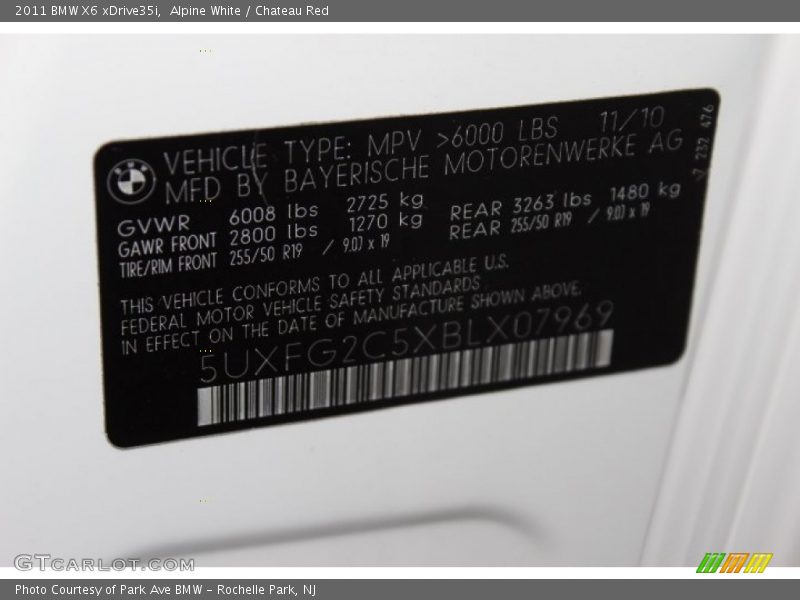 2011 BMW X6 xDrive35i,  Alpine White / Chateau Red
VEHICLE TYPE: MPV >6000 LBS 11/10
MFD BY BAYERISCHE MOTORENWERKE AG
GVWR 6008 lbs 2725 kg
GAWR FRONT 2800 lbs 1270 kg REAR 3263 lbs 1480 kg
TIRE/RIM FRONT 255/50 R19 / 9.0J x 19 REAR 255/50 R19 / 9.0J x 19
THIS VEHICLE CONFORMS TO ALL APPLICABLE U.S.
FEDERAL MOTOR VEHICLE SAFETY STANDARDS
IN EFFECT ON THE DATE OF MANUFACTURE SHOWN ABOVE.
5UXFG2C5XBLX07969
7 232 476
GTCARLOT.COM
Photo Courtesy of Park Ave BMW - Rochelle Park, NJ